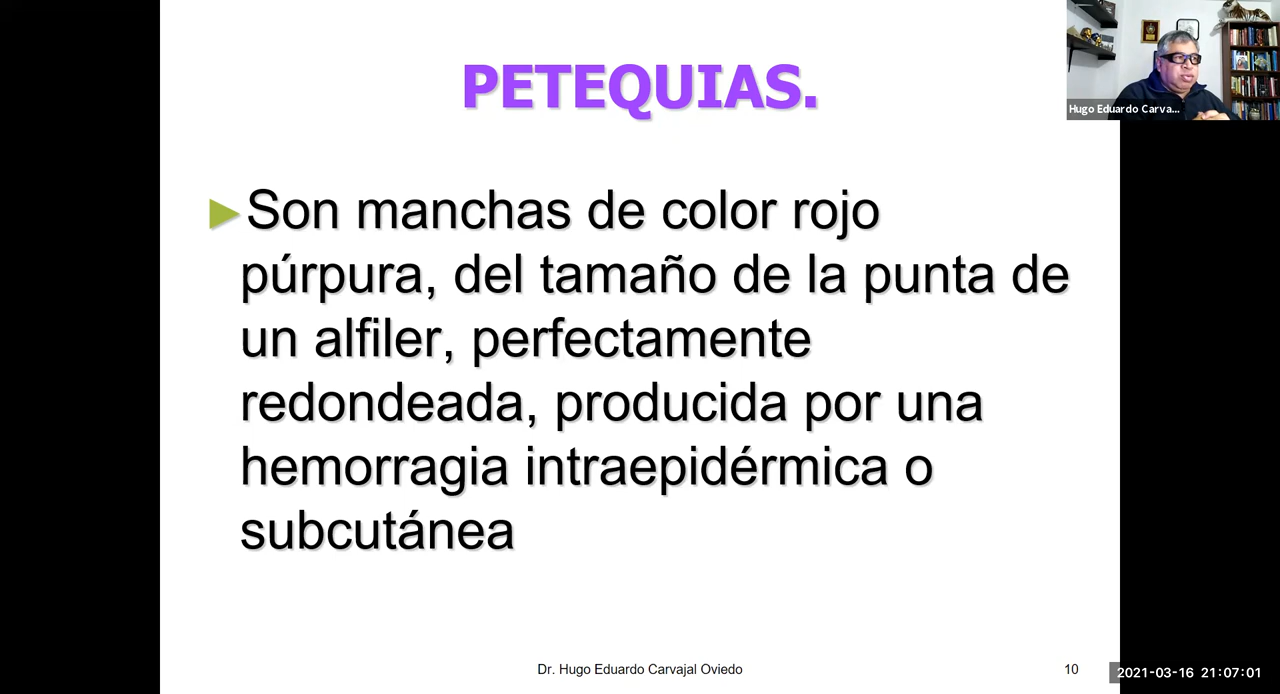 PETEQUIAS.
Hugo Eduardo Carva...
►Son manchas de color rojo
púrpura, del tamaño de la punta de
un alfiler, perfectamente
redondeada, producida por una
hemorragia intraepidérmica o
subcutánea
Dr. Hugo Eduardo Carvajal Oviedo
10
2021-03-16 21:07:01